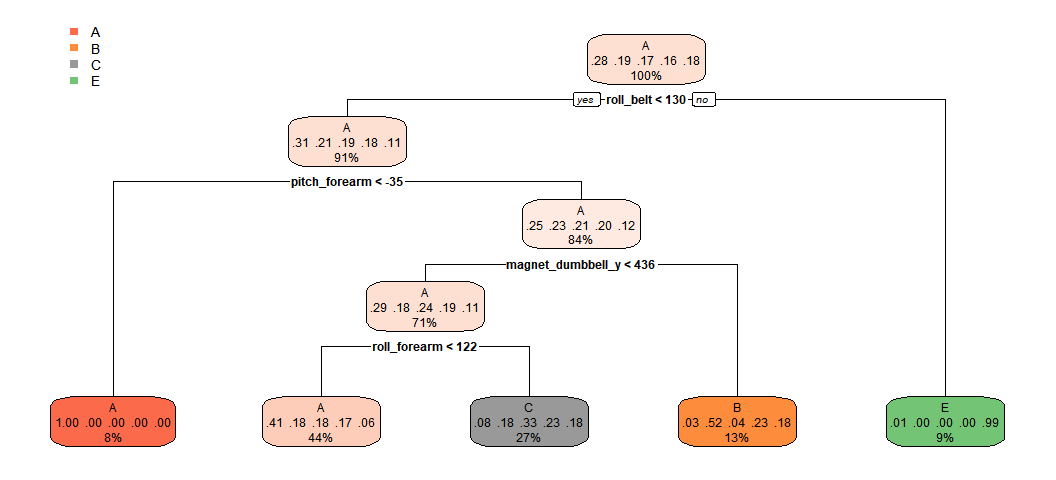 A
B
C
E
A
.28 .19 .17 .16 .18
100%
yes roll_belt < 130 no
A
.31 .21 .19 .18 .11
91%
pitch_forearm < -35
A
.25 .23 .21 .20 .12
84%
magnet_dumbbell_y < 436
A
.29 .18 .24 .19 .11
71%
roll_forearm < 122
A
1.00 .00 .00 .00 .00
8%
A
.41 .18 .18 .17 .06
44%
C
.08 .18 .33 .23 .18
27%
B
.03 .52 .04 .23 .18
13%
E
.01 .00 .00 .00 .99
9%